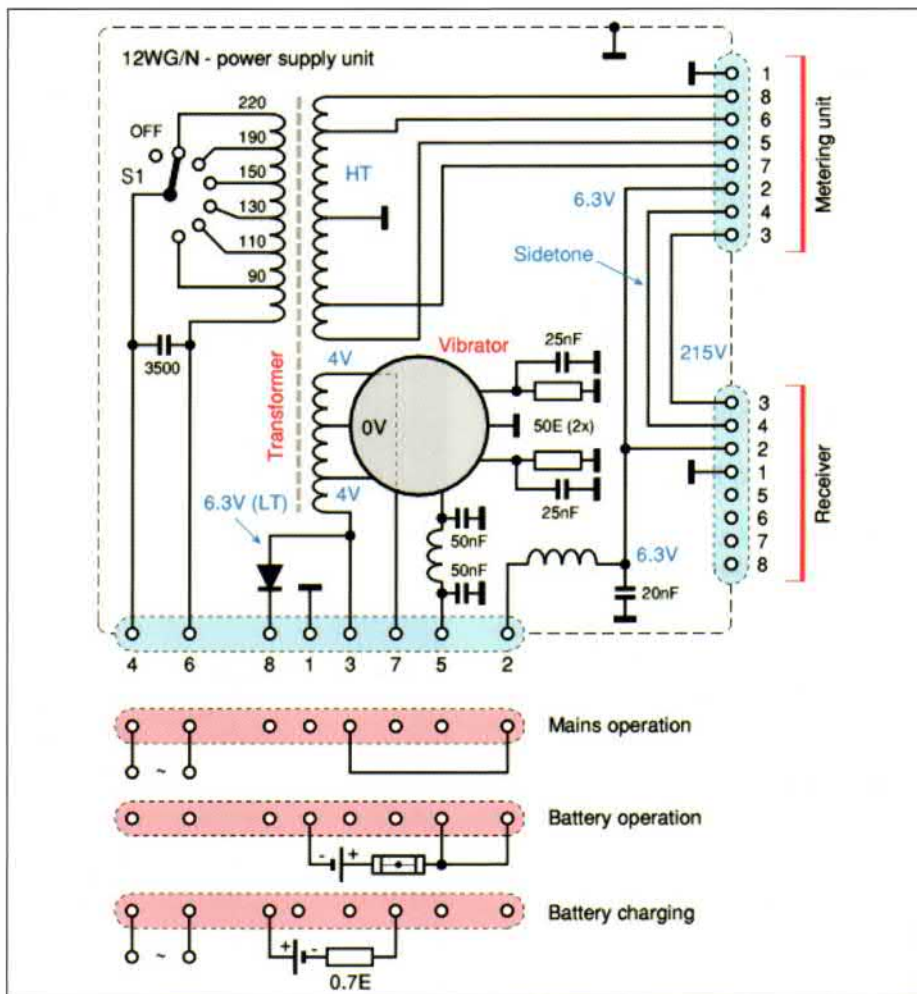 12WG/N - power supply unit
OFF
S1
220
190
150
130
110
90
3500
HT
Transformer
4V
4V
0V
Vibrator
25nF
50E (2x)
25nF
6.3V (LT)
50nF
50nF
6.3V
20nF
6.3V
Sidetone
215V
1
8
6
5
7
2
4
3
Metering unit
3
4
2
1
5
6
7
8
Receiver
4 6 8 1 3 7 5 2
Mains operation
~
Battery operation
- +
Battery charging
~
+ -
0.7E